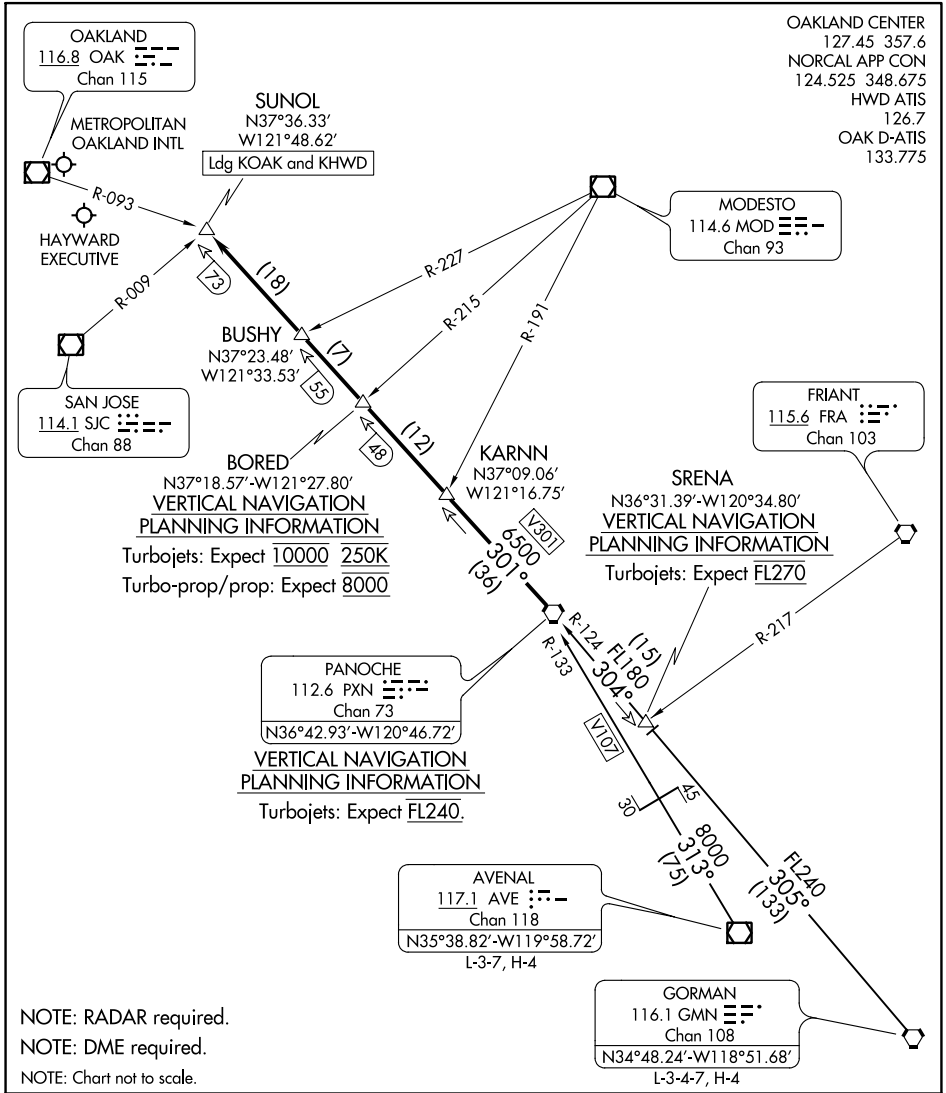 OAKLAND
116.8 OAK
Chan 115
METROPOLITAN
OAKLAND INTL
SUNOL
N37°36.33'
W121°48.62'
Ldg KOAK and KHWD
OAKLAND CENTER
127.45 357.6
NORCAL APP CON
124.525 348.675
HWD ATIS
126.7
OAK D-ATIS
133.775
R-093
HAYWARD
EXECUTIVE
R-009
73
(18)
MODESTO
114.6 MOD
Chan 93
R-227
R-215
R-191
BUSHY
N37°23.48'
W121°33.53'
(7)
55
SAN JOSE
114.1 SJC
Chan 88
48
(12)
FRIANT
115.6 FRA
Chan 103
BORED
N37°18.57'-W121°27.80'
VERTICAL NAVIGATION
PLANNING INFORMATION
Turbojets: Expect 10000 250K
Turbo-prop/prop: Expect 8000
KARNN
N37°09.06'
W121°16.75'
SRENA
N36°31.39'-W120°34.80'
VERTICAL NAVIGATION
PLANNING INFORMATION
Turbojets: Expect FL270
V301
6500
301°
(36)
R-217
R-124
R-133
(15)
FL180
304°
PANOCHE
112.6 PXN
Chan 73
N36°42.93'-W120°46.72'
VERTICAL NAVIGATION
PLANNING INFORMATION
Turbojets: Expect FL240.
V107
30
45
8000
313°
(75)
FL240
305°
(133)
AVENAL
117.1 AVE
Chan 118
N35°38.82'-W119°58.72'
L-3-7, H-4
GORMAN
116.1 GMN
Chan 108
N34°48.24'-W118°51.68'
L-3-4-7, H-4
NOTE: RADAR required.
NOTE: DME required.
NOTE: Chart not to scale.